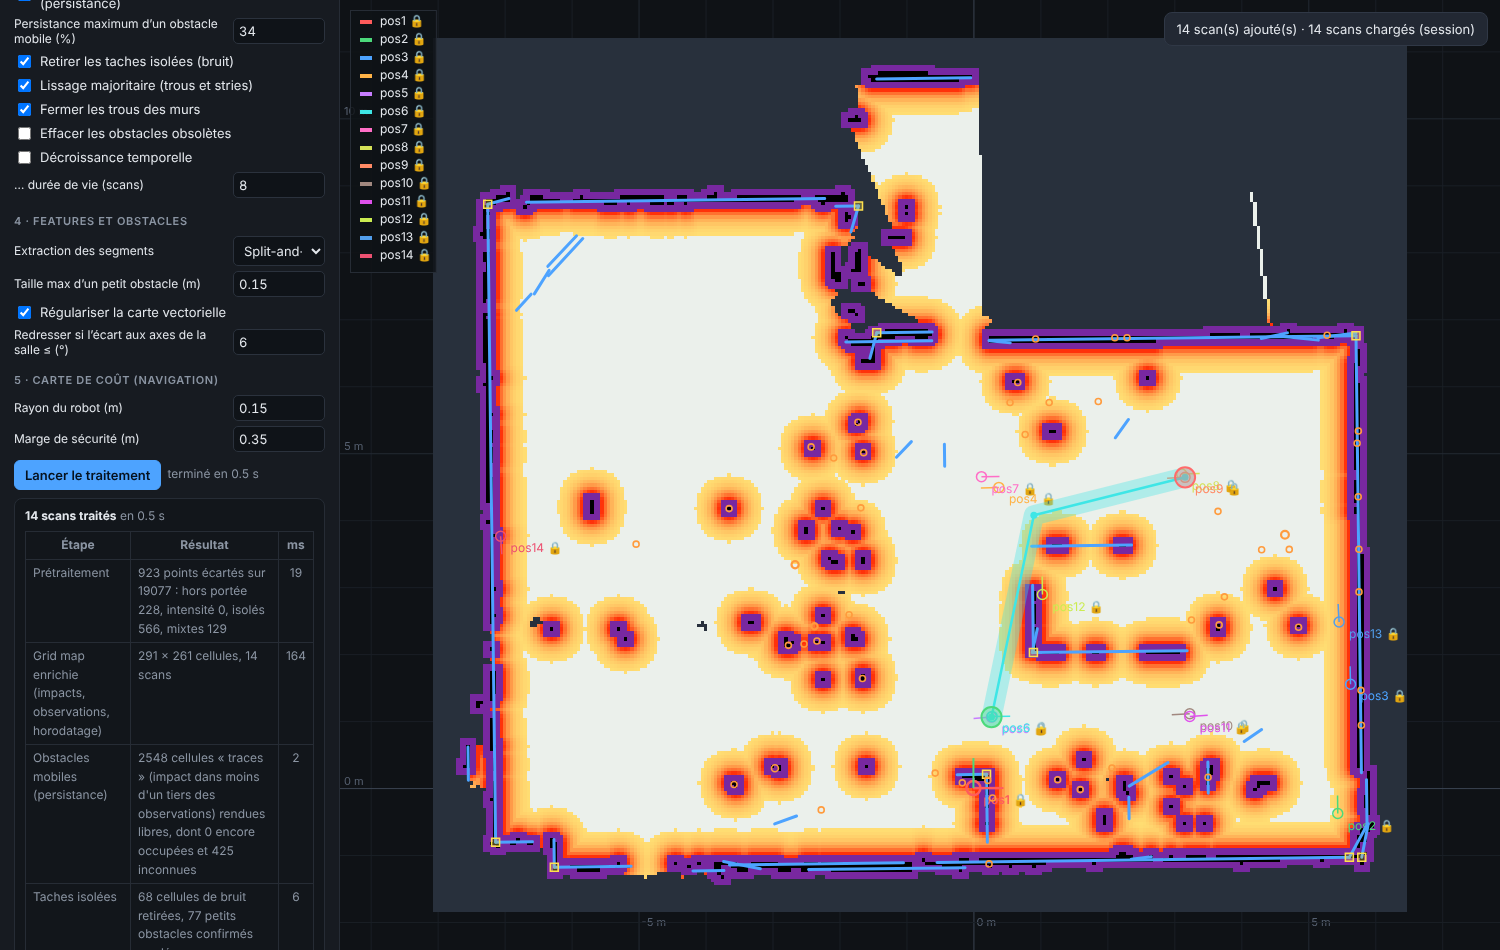 (persistance)
Persistance maximum d'un obstacle
mobile (%)
34
Retirer les taches isolées (bruit)
Lissage majoritaire (trous et stries)
Fermer les trous des murs
Effacer les obstacles obsolètes
Décroissance temporelle
... durée de vie (scans)
8
4 · FEATURES ET OBSTACLES
Extraction des segments
Split-and-
Taille max d'un petit obstacle (m)
0.15
Régulariser la carte vectorielle
Redresser si l'écart aux axes de la
salle ≤ (°)
6
5 · CARTE DE COÛT (NAVIGATION)
Rayon du robot (m)
0.15
Marge de sécurité (m)
0.35
Lancer le traitement
terminé en 0.5 s
14 scans traités en 0.5 s
Étape
Résultat
ms
Prétraitement
923 points écartés sur
19077 : hors portée
228, intensité 0, isolés
566, mixtes 129
19
Grid map
enrichie
(impacts,
observations,
horodatage)
291 × 261 cellules, 14
scans
164
Obstacles
mobiles
(persistance)
2548 cellules « traces
» (impact dans moins
d'un tiers des
observations) rendues
libres, dont 0 encore
occupées et 425
inconnues
2
Taches isolées
68 cellules de bruit
retirées, 77 petits
obstacles confirmés
6
pos1
pos2
pos3
pos4
pos5
pos6
pos7
pos8
pos9
pos10
pos11
pos12
pos13
pos14
14 scan(s) ajouté(s) · 14 scans chargés (session)
5 m
0 m
-5 m
0 m
5 m
pos7
pos4
pos9
pos14
pos12
pos13
pos3